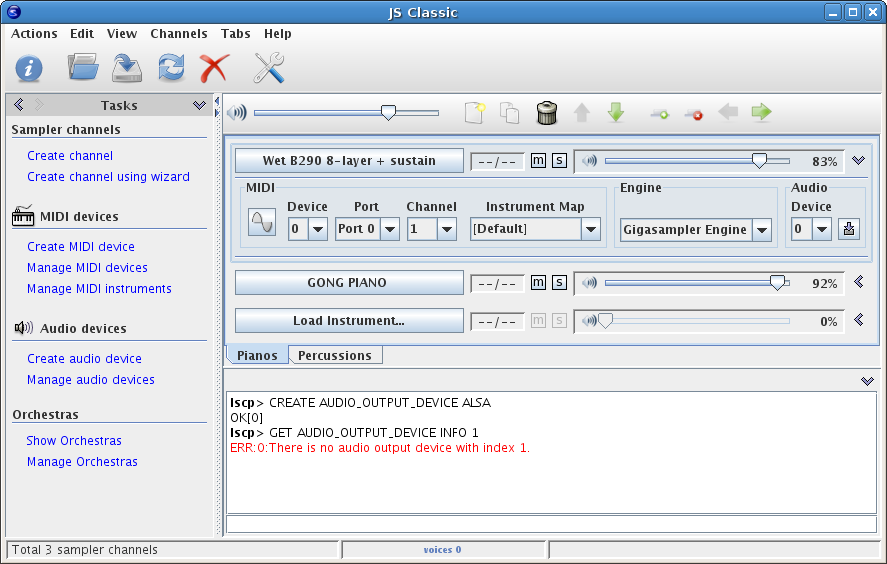 JS Classic
Actions Edit View Channels Tabs Help
Tasks
Sampler channels
Create channel
Create channel using wizard
MIDI devices
Create MIDI device
Manage MIDI devices
Manage MIDI instruments
Audio devices
Create audio device
Manage audio devices
Orchestras
Show Orchestras
Manage Orchestras
Wet B290 8-layer + sustain --/-- m s 83%
MIDI Engine Audio
Device Port Channel Instrument Map Device
0 Port 0 1 [Default] Gigasampler Engine 0
GONG PIANO --/-- m s 92%
Load Instrument... --/-- m s 0%
Pianos Percussions
lscp> CREATE AUDIO_OUTPUT_DEVICE ALSA
OK[0]
lscp> GET AUDIO_OUTPUT_DEVICE INFO 1
ERR:0:There is no audio output device with index 1.
Total 3 sampler channels voices 0